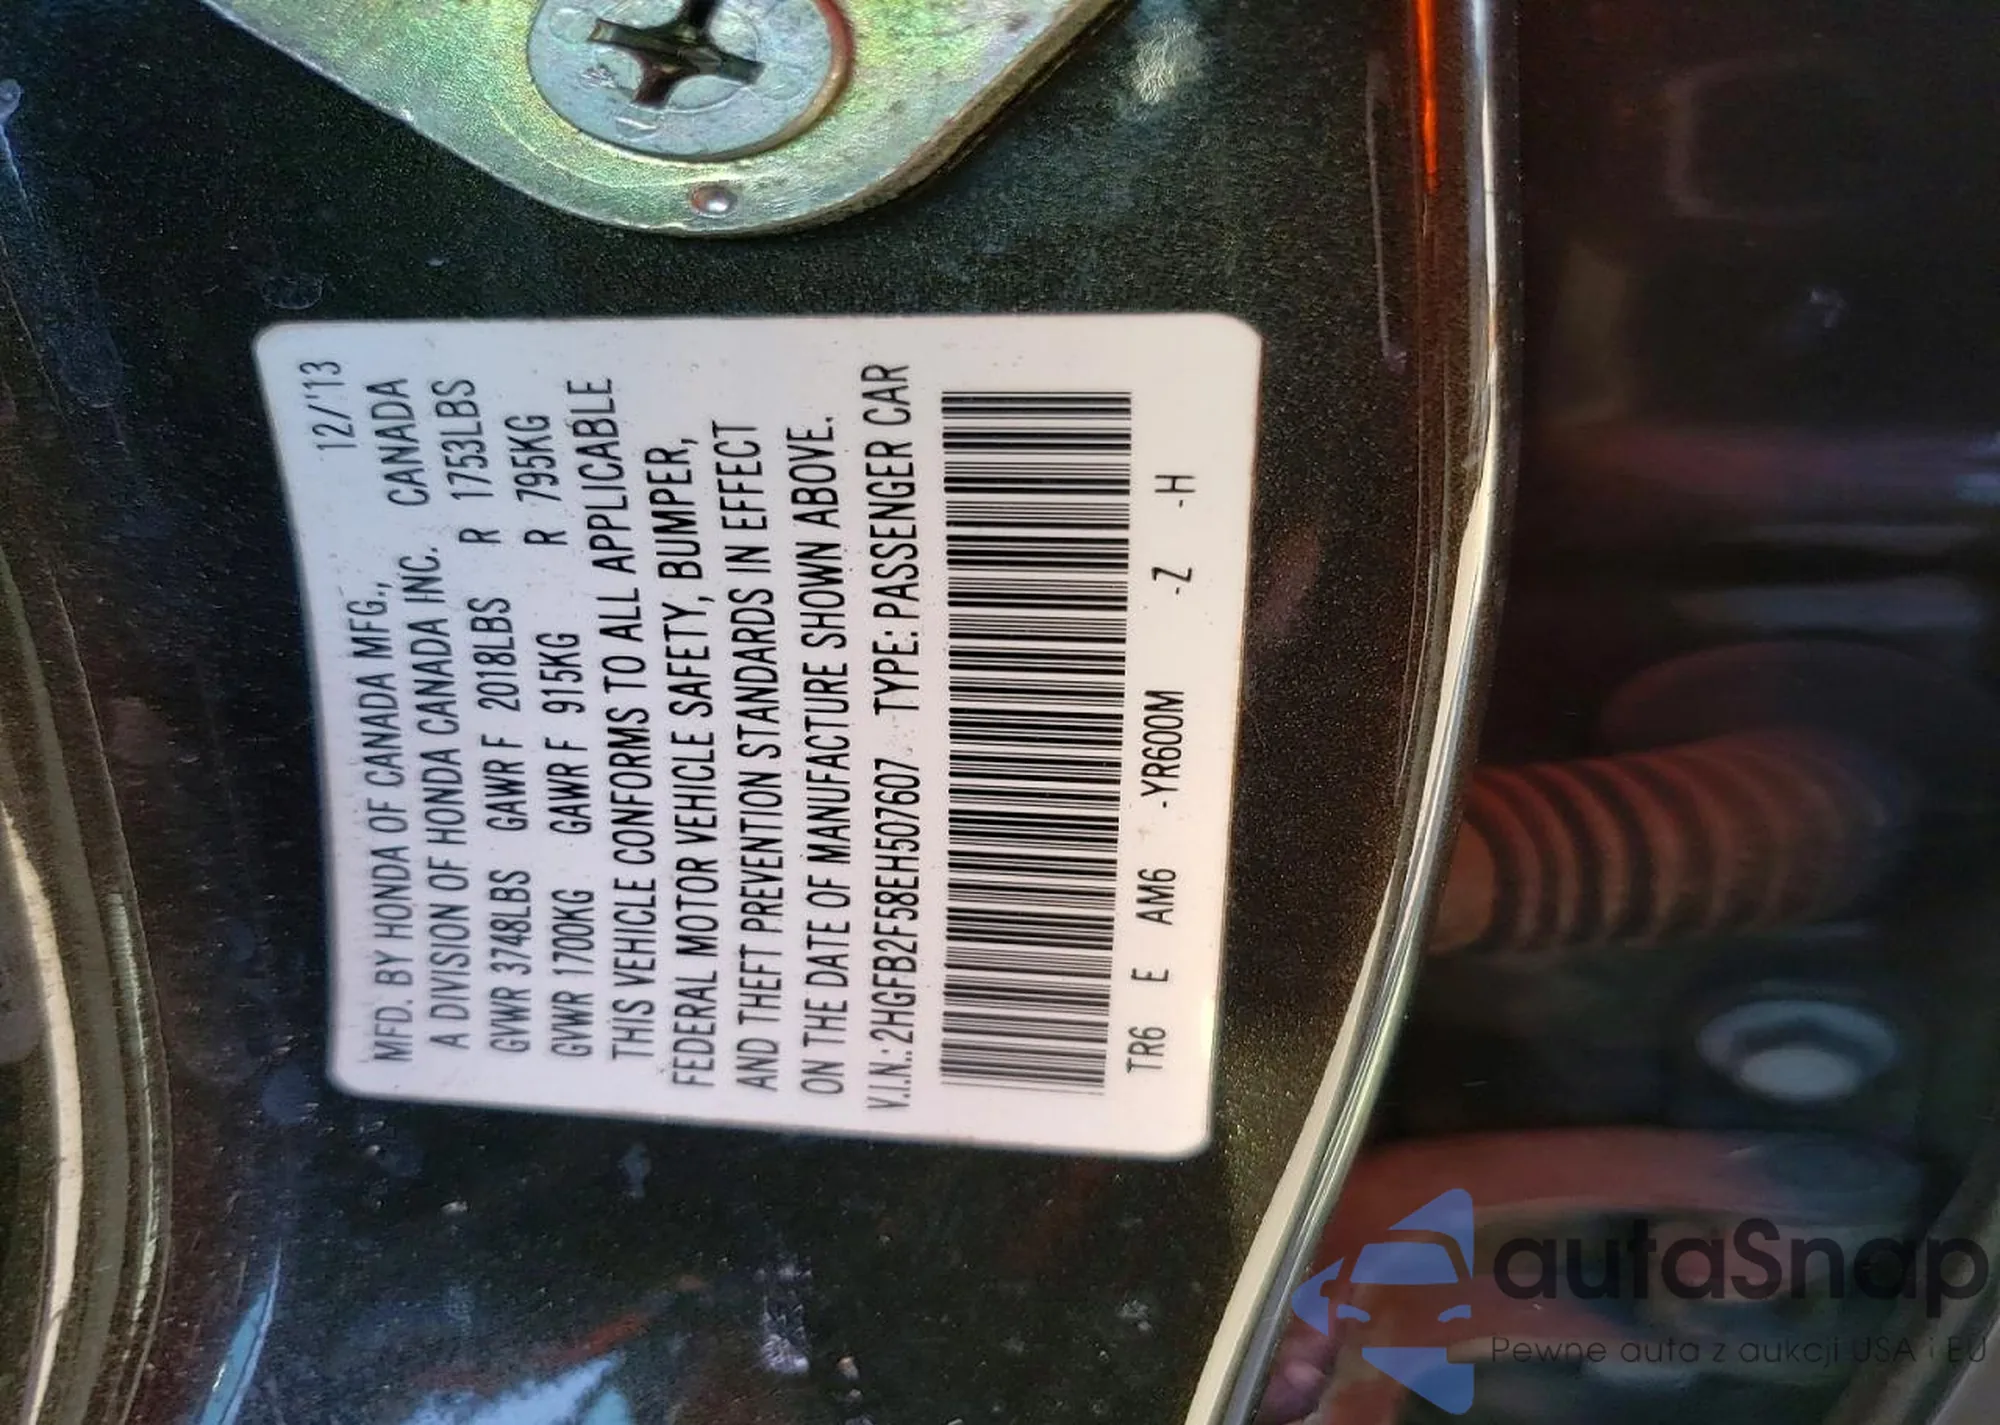 12/'13
MFD. BY HONDA OF CANADA MFG.,
A DIVISION OF HONDA CANADA INC. CANADA
GVWR 3748LBS GAWR F 2018LBS R 1753LBS
GVWR 1700KG GAWR F 915KG R 795KG
THIS VEHICLE CONFORMS TO ALL APPLICABLE
FEDERAL MOTOR VEHICLE SAFETY, BUMPER,
AND THEFT PREVENTION STANDARDS IN EFFECT
ON THE DATE OF MANUFACTURE SHOWN ABOVE.
V.I.N.: 2HGFB2F58EH507607 TYPE: PASSENGER CAR
TR6 E AM6 -YR600M -Z -H
autaSnap
Pewne auta z aukcji USA i EU